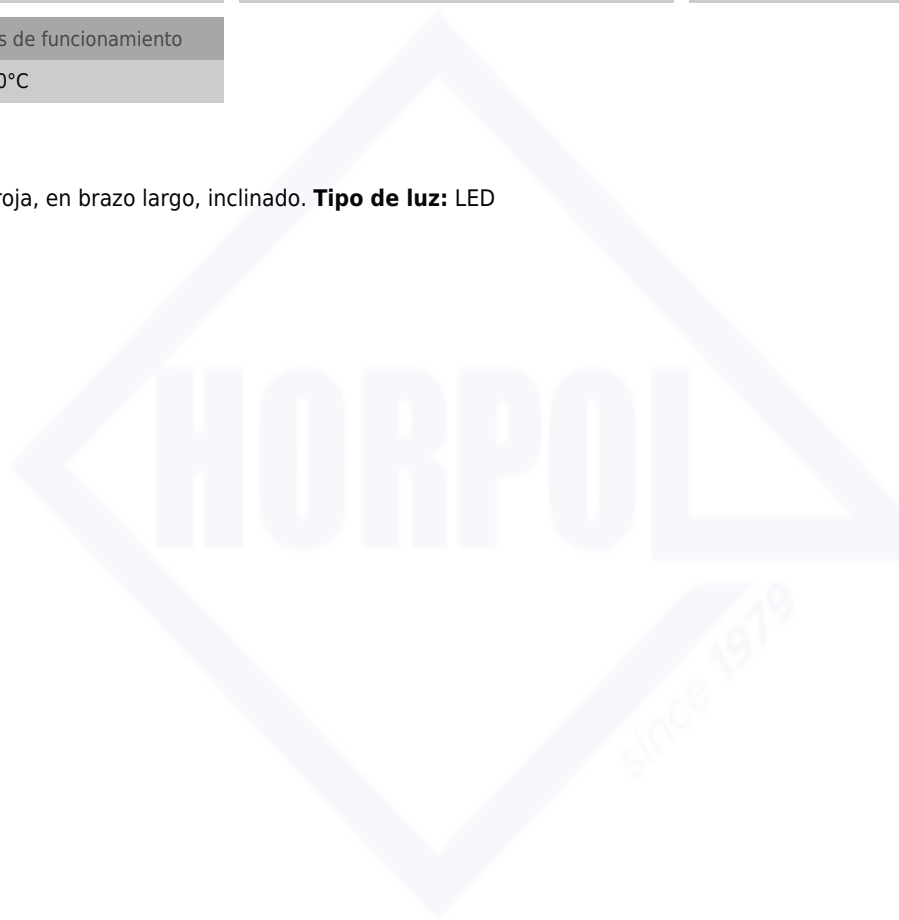 s de funcionamiento
0°C
roja, en brazo largo, inclinado. Tipo de luz: LED
HORPOL
since 1979